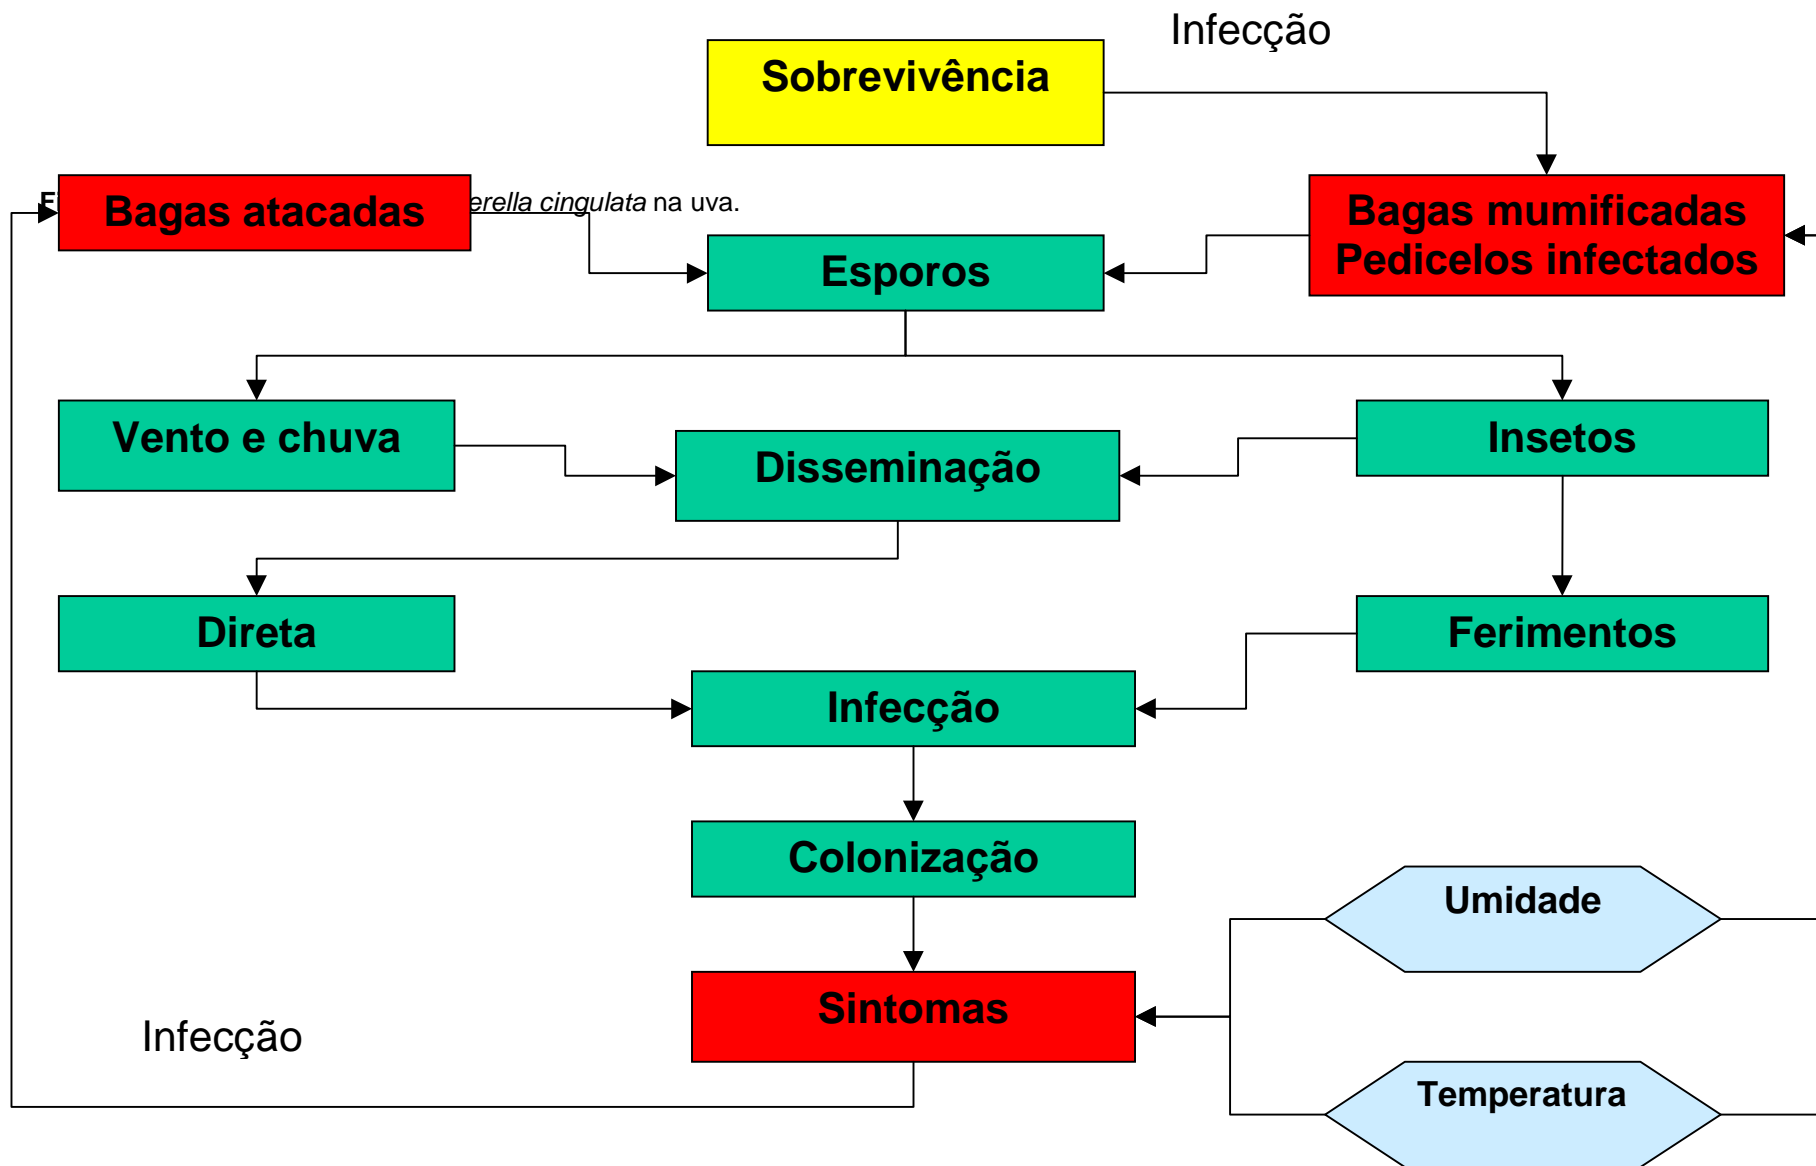 Infecção
Sobrevivência
erella cingulata na uva.
Bagas atacadas
Bagas mumificadas
Pedicelos infectados
Esporos
Vento e chuva
Insetos
Disseminação
Direta
Ferimentos
Infecção
Colonização
Umidade
Sintomas
Infecção
Temperatura